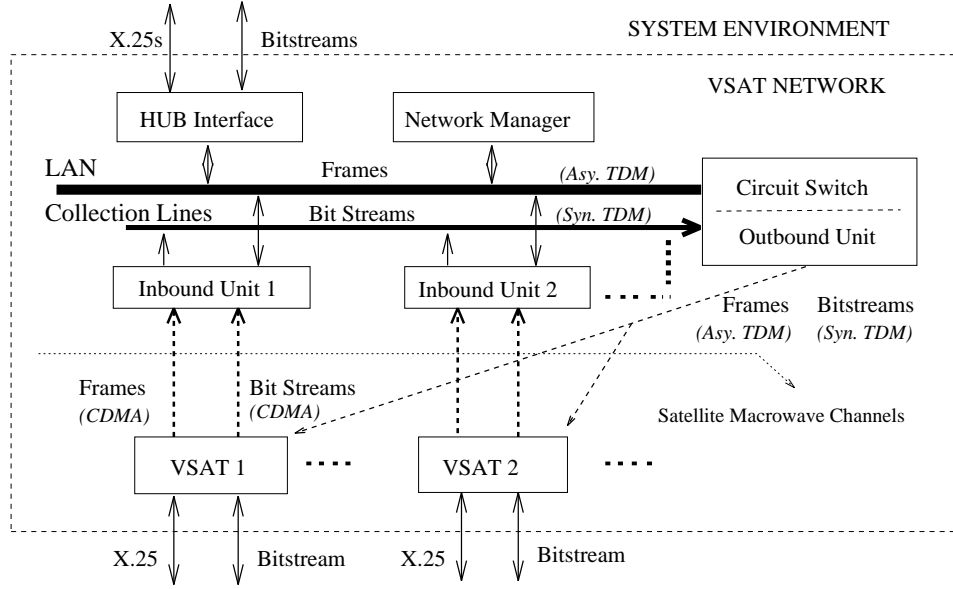 SYSTEM ENVIRONMENT
X.25s Bitstreams
VSAT NETWORK
HUB Interface Network Manager
LAN Frames (Asy. TDM)
Circuit Switch
Collection Lines Bit Streams (Syn. TDM)
Outbound Unit
Inbound Unit 1 Inbound Unit 2
Frames Bitstreams
(Asy. TDM) (Syn. TDM)
Frames Bit Streams
(CDMA) (CDMA)
Satellite Macrowave Channels
VSAT 1 VSAT 2
X.25 Bitstream X.25 Bitstream